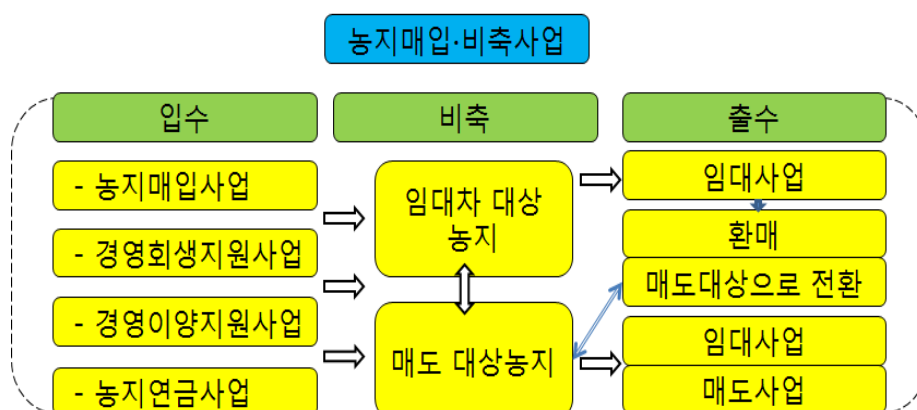 농지매입·비축사업
입수
비축
출수
- 농지매입사업
- 경영회생지원사업
- 경영이양지원사업
- 농지연금사업
임대차 대상
농지
매도 대상농지
임대사업
환매
매도대상으로 전환
임대사업
매도사업